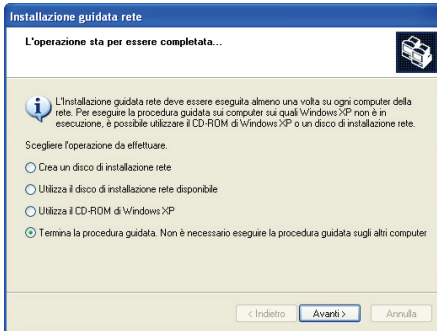 Installazione guidata rete
L'operazione sta per essere completata...
L'Installazione guidata rete deve essere eseguita almeno una volta su ogni computer della
rete. Per eseguire la procedura guidata sui computer sui quali Windows XP non è in
esecuzione, è possibile utilizzare il CD-ROM di Windows XP o un disco di installazione rete.
Scegliere l'operazione da effettuare.
Crea un disco di installazione rete
Utilizza il disco di installazione rete disponibile
Utilizza il CD-ROM di Windows XP
Termina la procedura guidata. Non è necessario eseguire la procedura guidata sugli altri computer
< Indietro Avanti > Annulla